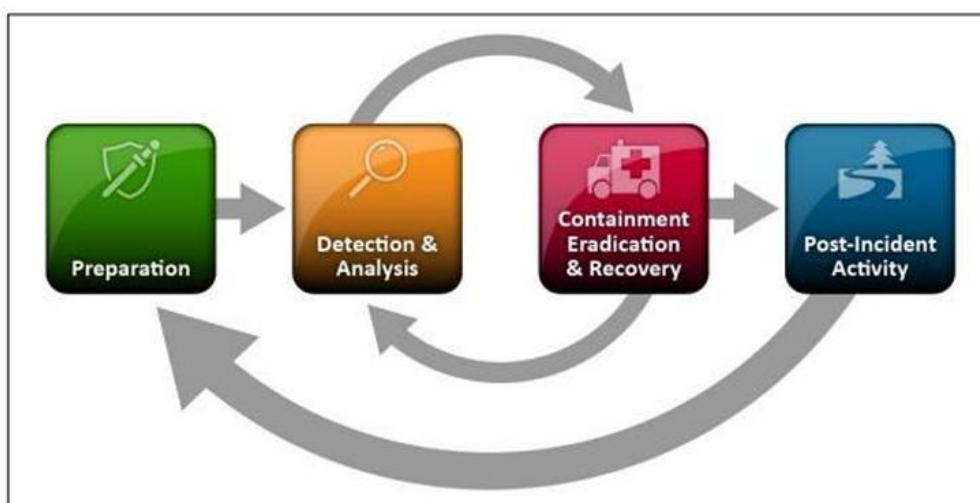 Preparation
Detection &
Analysis
Containment
Eradication
& Recovery
Post-Incident
Activity